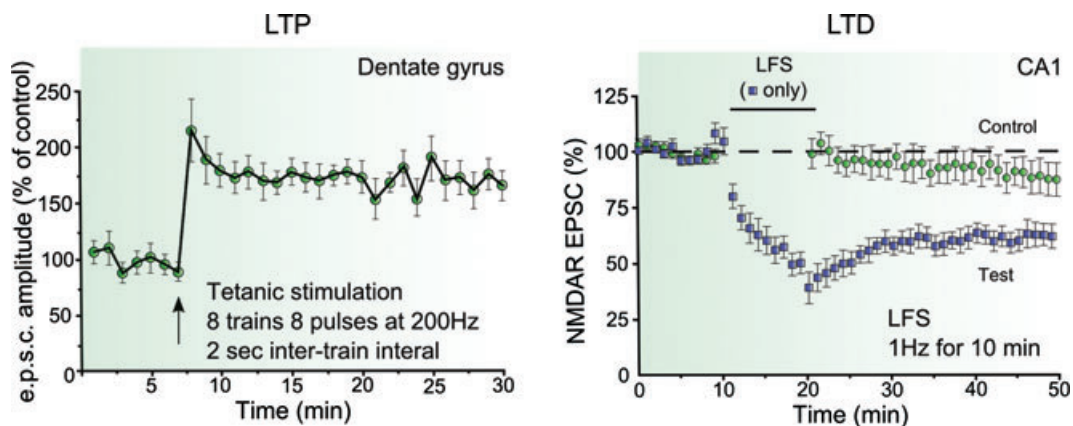 LTP
Dentate gyrus
e.p.s.c. amplitude (% of control)
250
200
150
100
50
0
Tetanic stimulation
8 trains 8 pulses at 200Hz
2 sec inter-train interal
5
10
15
20
25
30
Time (min)
LTD
CA1
LFS
( only)
NMDAR EPSC (%)
125
100
75
50
25
0
Control
Test
LFS
1Hz for 10 min
0
10
20
30
40
50
Time (min)